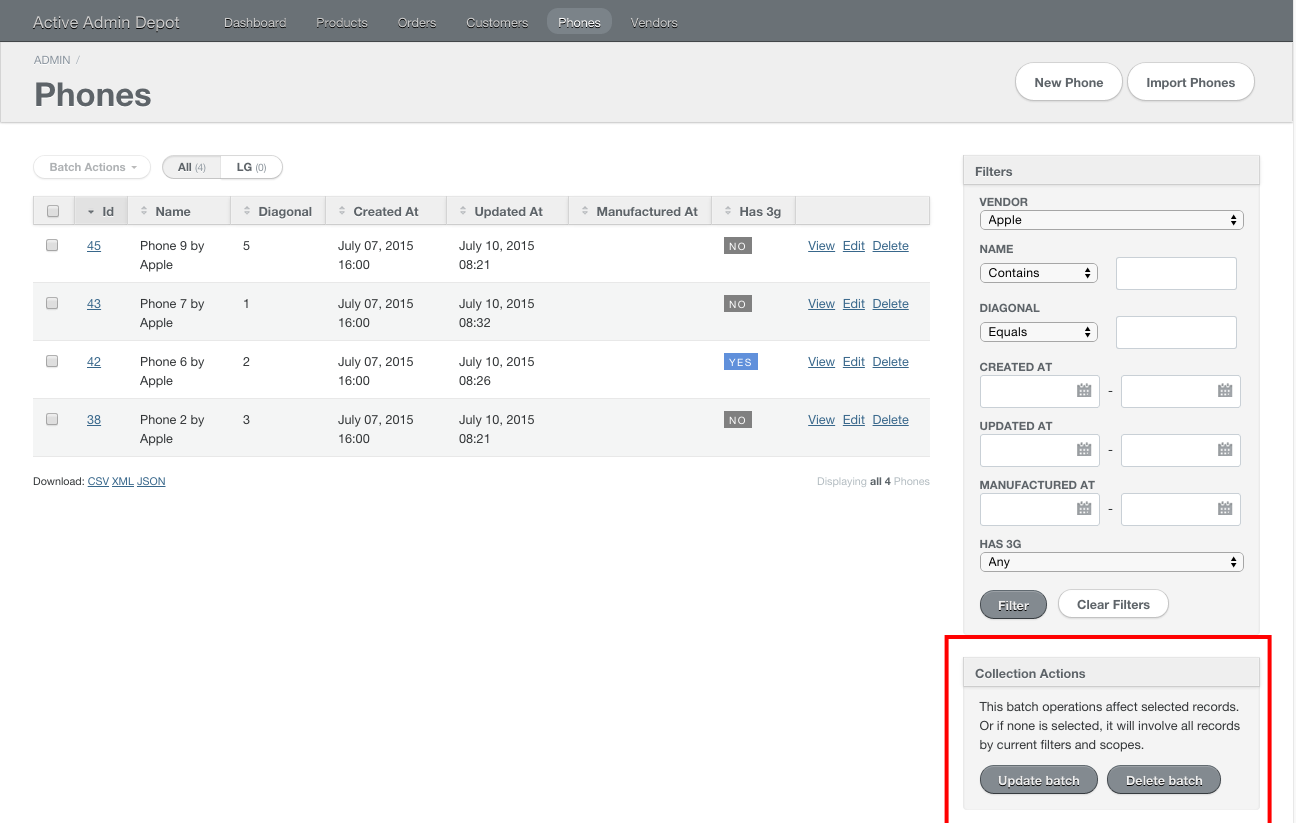 Active Admin Depot Dashboard Products Orders Customers Phones Vendors
ADMIN /
Phones
New Phone Import Phones
Batch Actions All (4) LG (0)
Id Name Diagonal Created At Updated At Manufactured At Has 3g
45 Phone 9 by Apple 5 July 07, 2015 16:00 July 10, 2015 08:21 NO View Edit Delete
43 Phone 7 by Apple 1 July 07, 2015 16:00 July 10, 2015 08:32 NO View Edit Delete
42 Phone 6 by Apple 2 July 07, 2015 16:00 July 10, 2015 08:26 YES View Edit Delete
38 Phone 2 by Apple 3 July 07, 2015 16:00 July 10, 2015 08:21 NO View Edit Delete
Download: CSV XML JSON
Displaying all 4 Phones
Filters
VENDOR
Apple
NAME
Contains
DIAGONAL
Equals
CREATED AT
-
UPDATED AT
-
MANUFACTURED AT
-
HAS 3G
Any
Filter Clear Filters
Collection Actions
This batch operations affect selected records.
Or if none is selected, it will involve all records
by current filters and scopes.
Update batch Delete batch